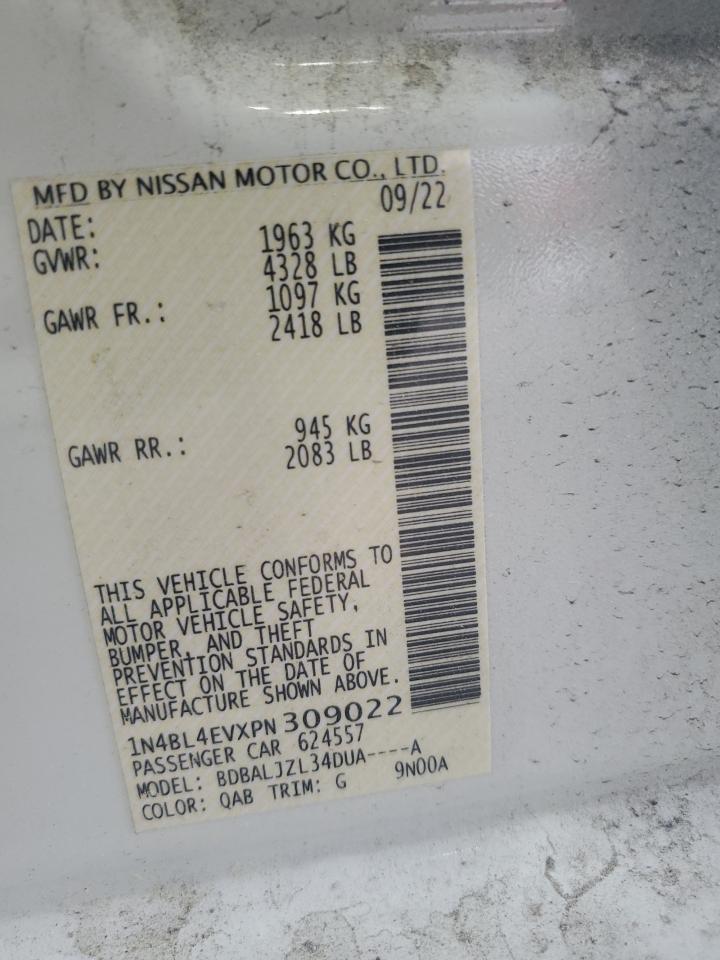 MFD BY NISSAN MOTOR CO., LTD.
DATE: 09/22
GVWR: 1963 KG
4328 LB
GAWR FR.: 1097 KG
2418 LB
GAWR RR.: 945 KG
2083 LB
THIS VEHICLE CONFORMS TO
ALL APPLICABLE FEDERAL
MOTOR VEHICLE SAFETY,
BUMPER, AND THEFT
PREVENTION STANDARDS IN
EFFECT ON THE DATE OF
MANUFACTURE SHOWN ABOVE.
1N4BL4EVXPN309022
PASSENGER CAR 624557
MODEL: BDBALJZL34DUA----A
COLOR: QAB TRIM: G 9N00A